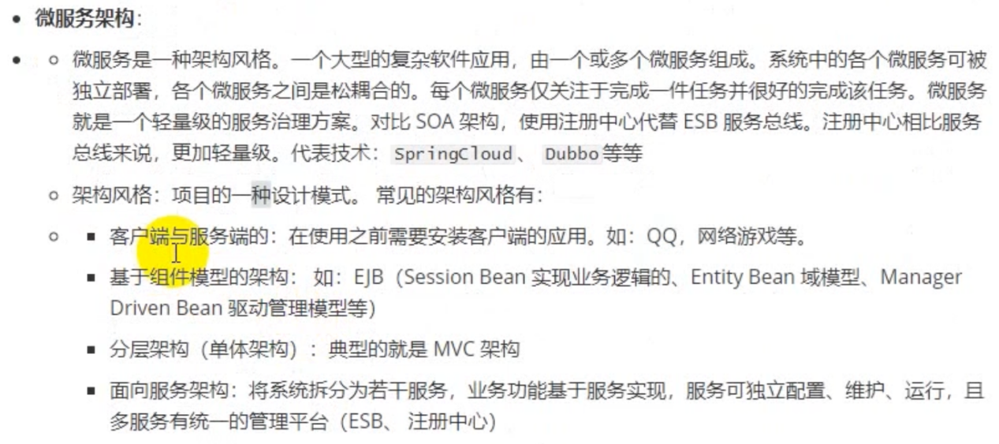 微服务架构：
微服务是一种架构风格。一个大型的复杂软件应用，由一个或多个微服务组成。系统中的各个微服务可被
独立部署，各个微服务之间是松耦合的。每个微服务仅关注于完成一件任务并很好的完成该任务。微服务
就是一个轻量级的服务治理方案。对比 SOA 架构，使用注册中心代替 ESB 服务总线。注册中心相比服务
总线来说，更加轻量级。代表技术：SpringCloud、 Dubbo等等
架构风格：项目的一种设计模式。 常见的架构风格有：
客户端与服务端的：在使用之前需要安装客户端的应用。如：QQ，网络游戏等。
基于组件模型的架构： 如：EJB（Session Bean 实现业务逻辑的、Entity Bean 域模型、Manager
Driven Bean 驱动管理模型等）
分层架构（单体架构）：典型的就是 MVC 架构
面向服务架构：将系统拆分为若干服务，业务功能基于服务实现，服务可独立配置、维护、运行，且
多服务有统一的管理平台（ESB、 注册中心）